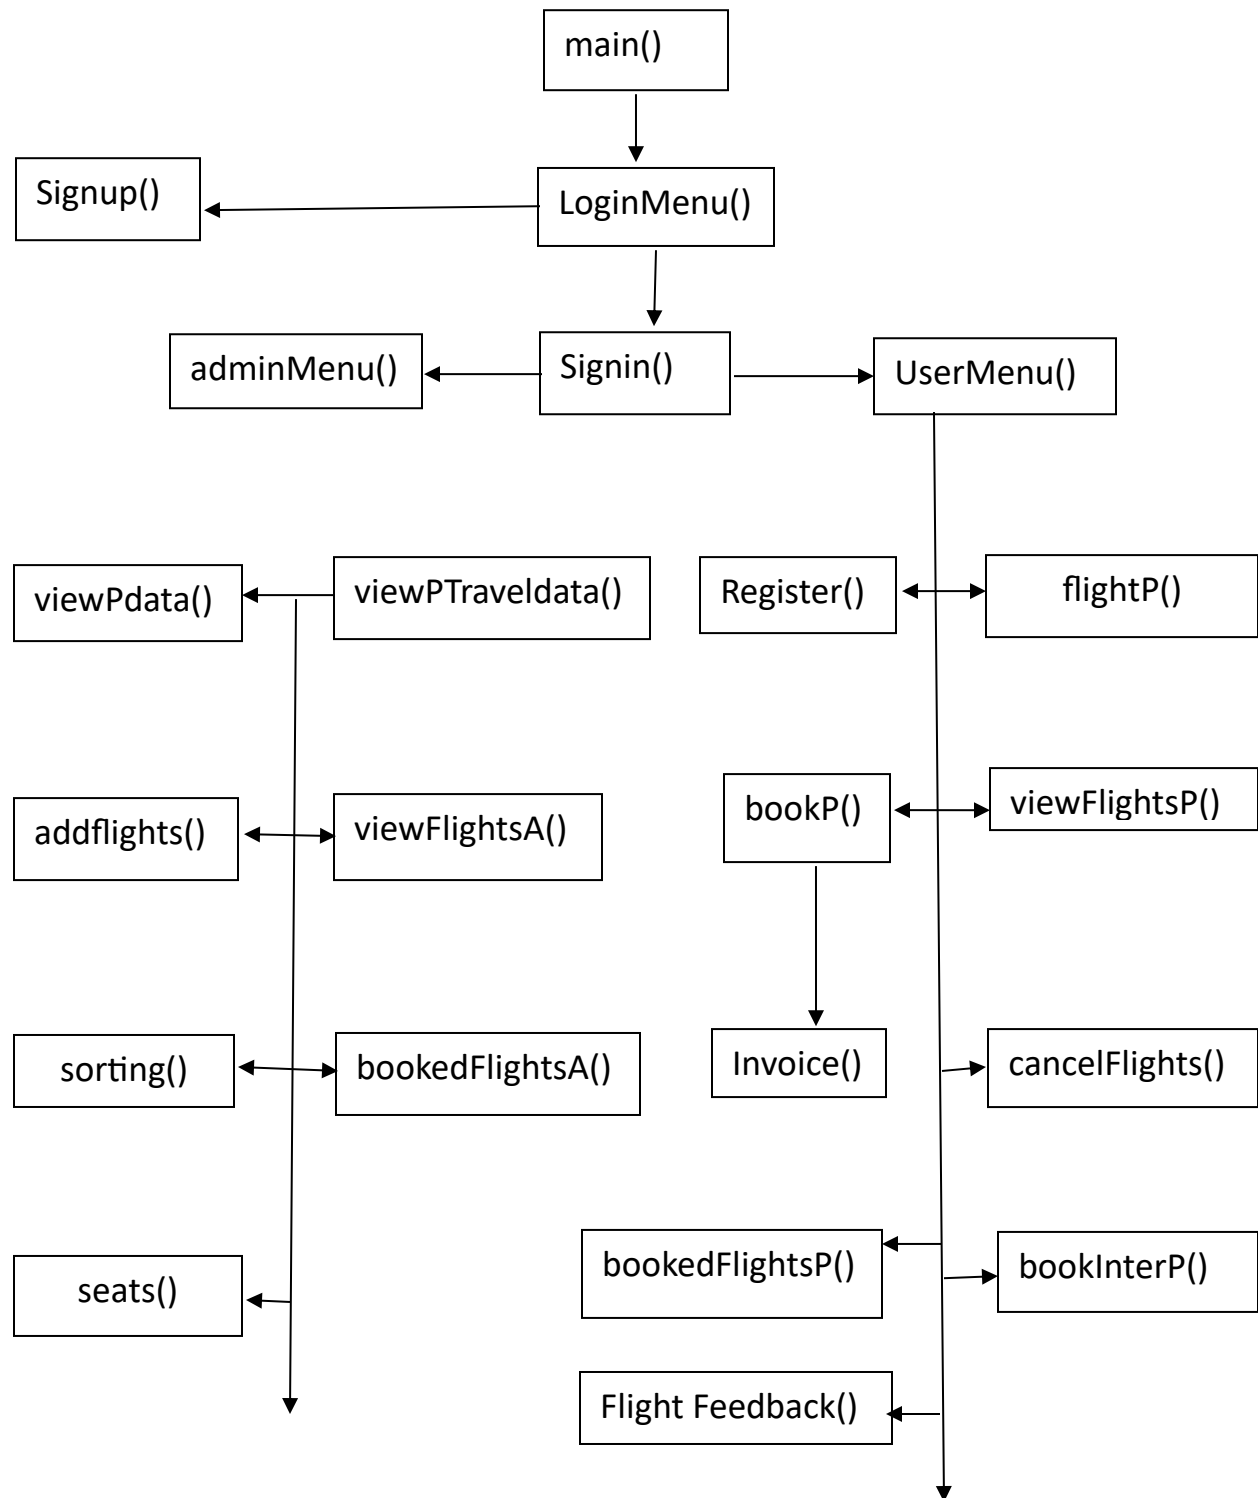 main()
Signup()
LoginMenu()
adminMenu()
Signin()
UserMenu()
viewPdata()
viewPTraveldata()
Register()
flightP()
addflights()
viewFlightsA()
bookP()
viewFlightsP()
sorting()
bookedFlightsA()
Invoice()
cancelFlights()
seats()
bookedFlightsP()
bookInterP()
Flight Feedback()